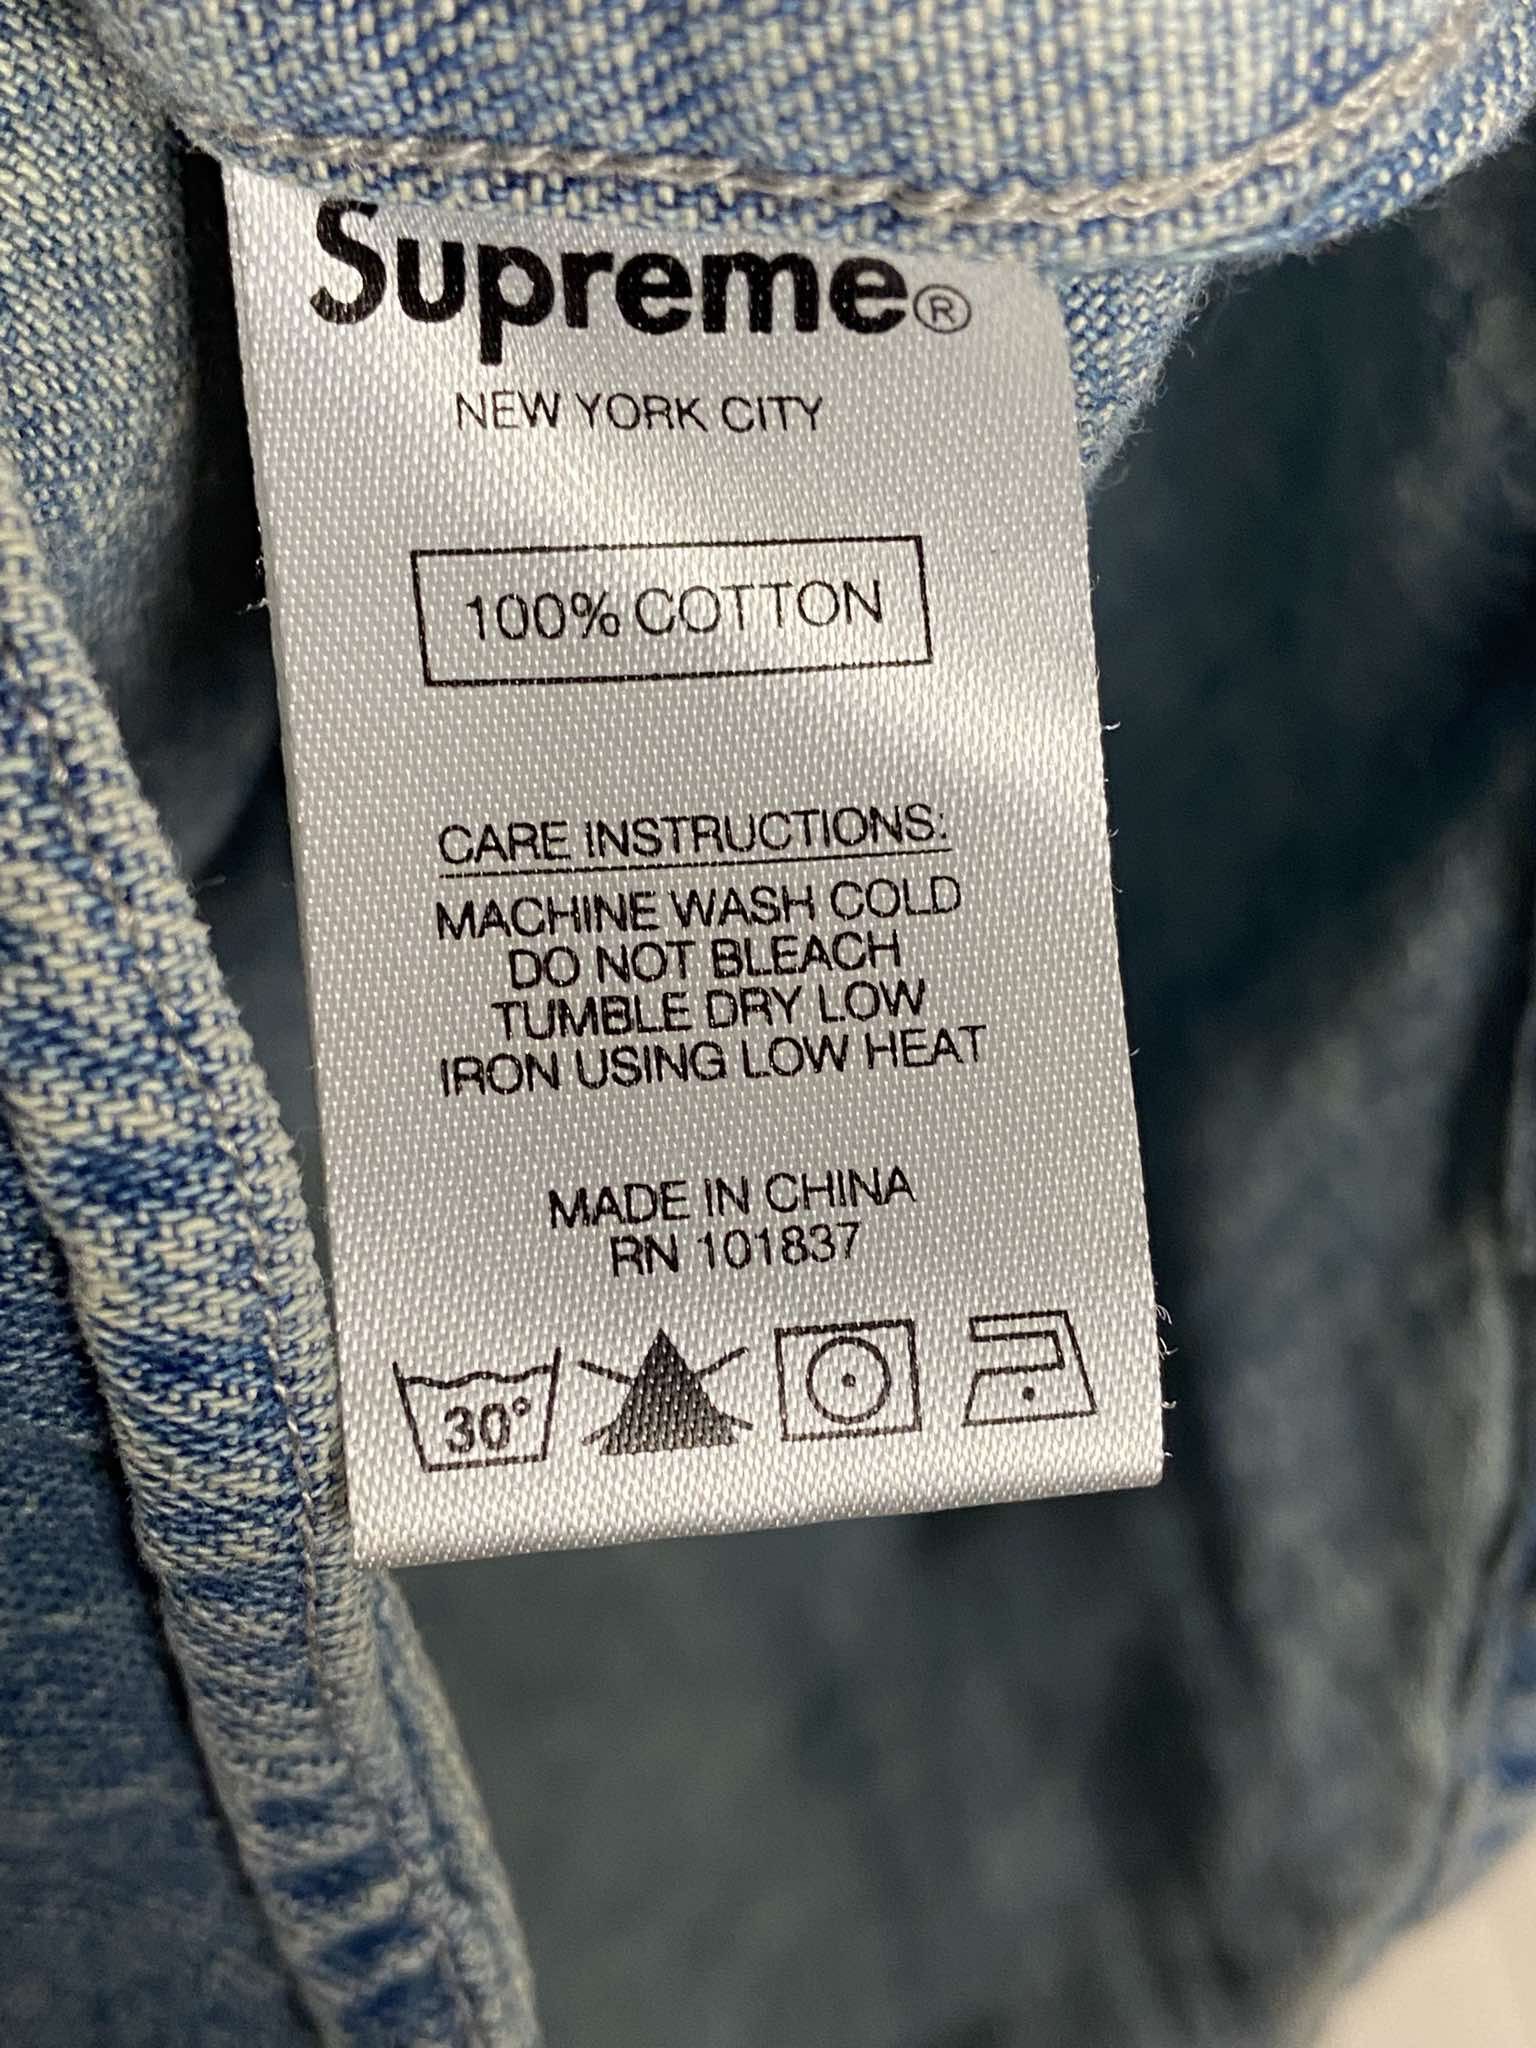 Supreme®
NEW YORK CITY
100% COTTON
CARE INSTRUCTIONS:
MACHINE WASH COLD
DO NOT BLEACH
TUMBLE DRY LOW
IRON USING LOW HEAT
MADE IN CHINA
RN 101837
30°